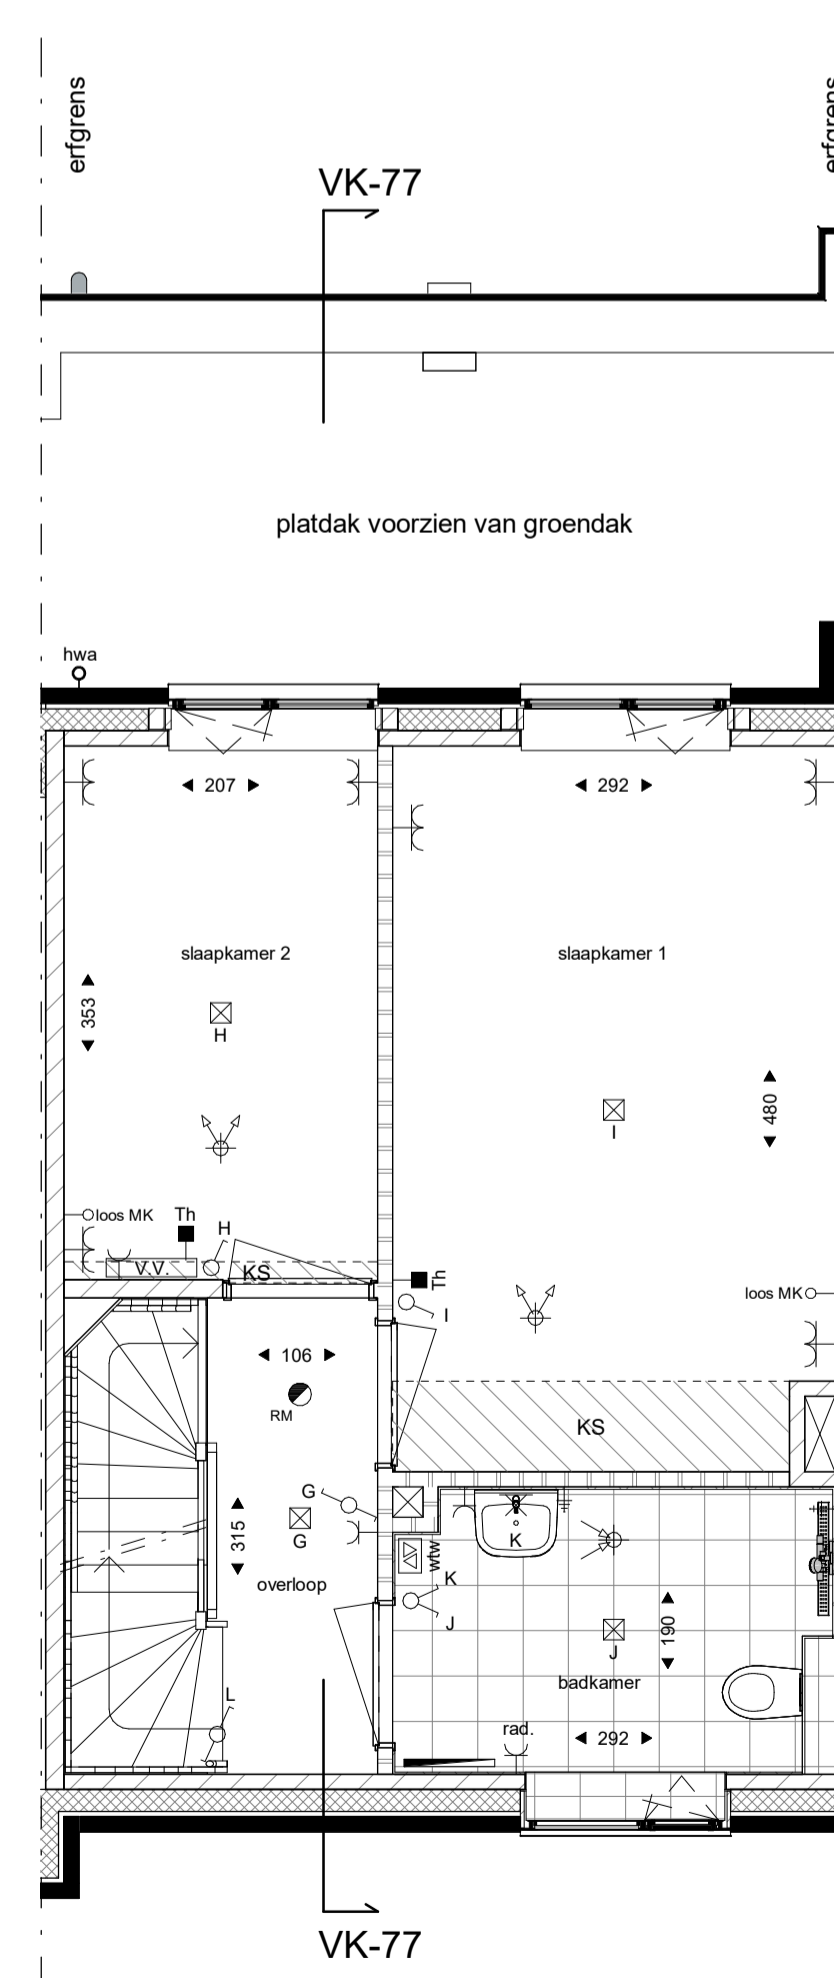 erfgrens
erfgrens
VK-77
platdak voorzien van groendak
hwa
207
292
slaapkamer 2
slaapkamer 1
353
H
480
I
loos MK
Th
H
V.V.
KS
Th
I
loos MK
106
RM
KS
G
G
315
overloop
K
wtw
K
J
190
J
badkamer
L
rad.
292
VK-77